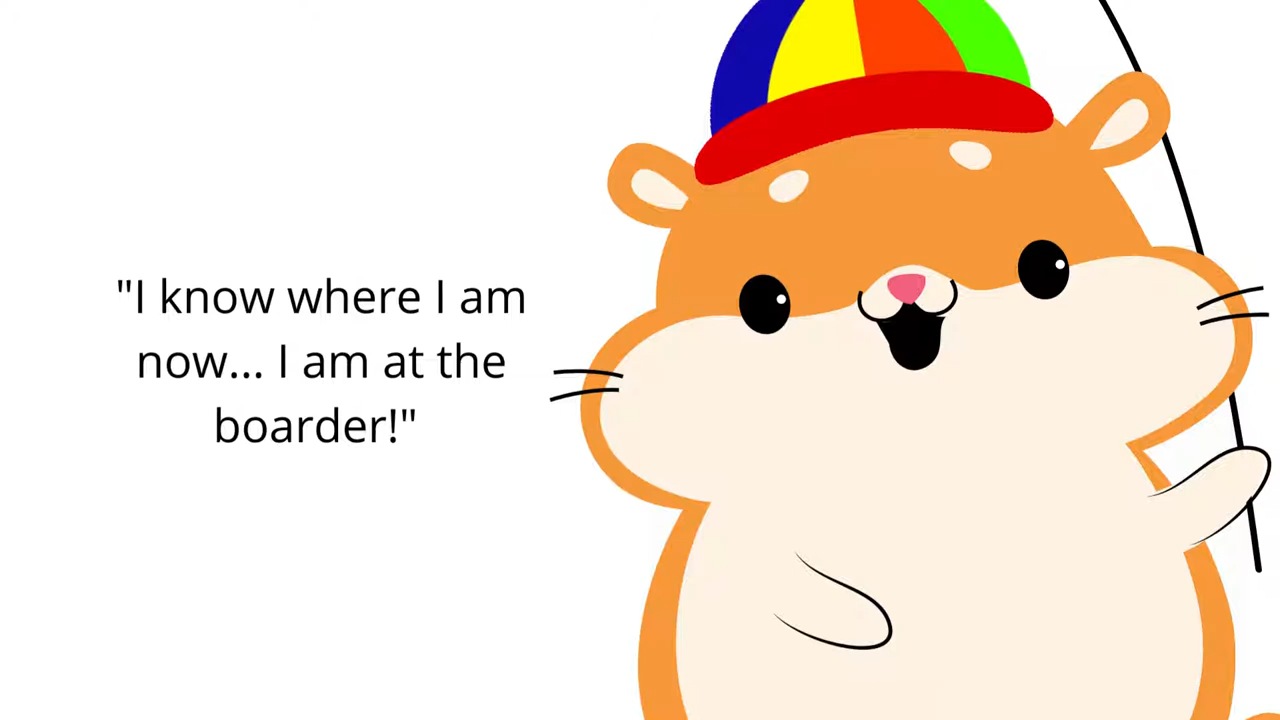 "I know where I am
now... I am at the
boarder!"